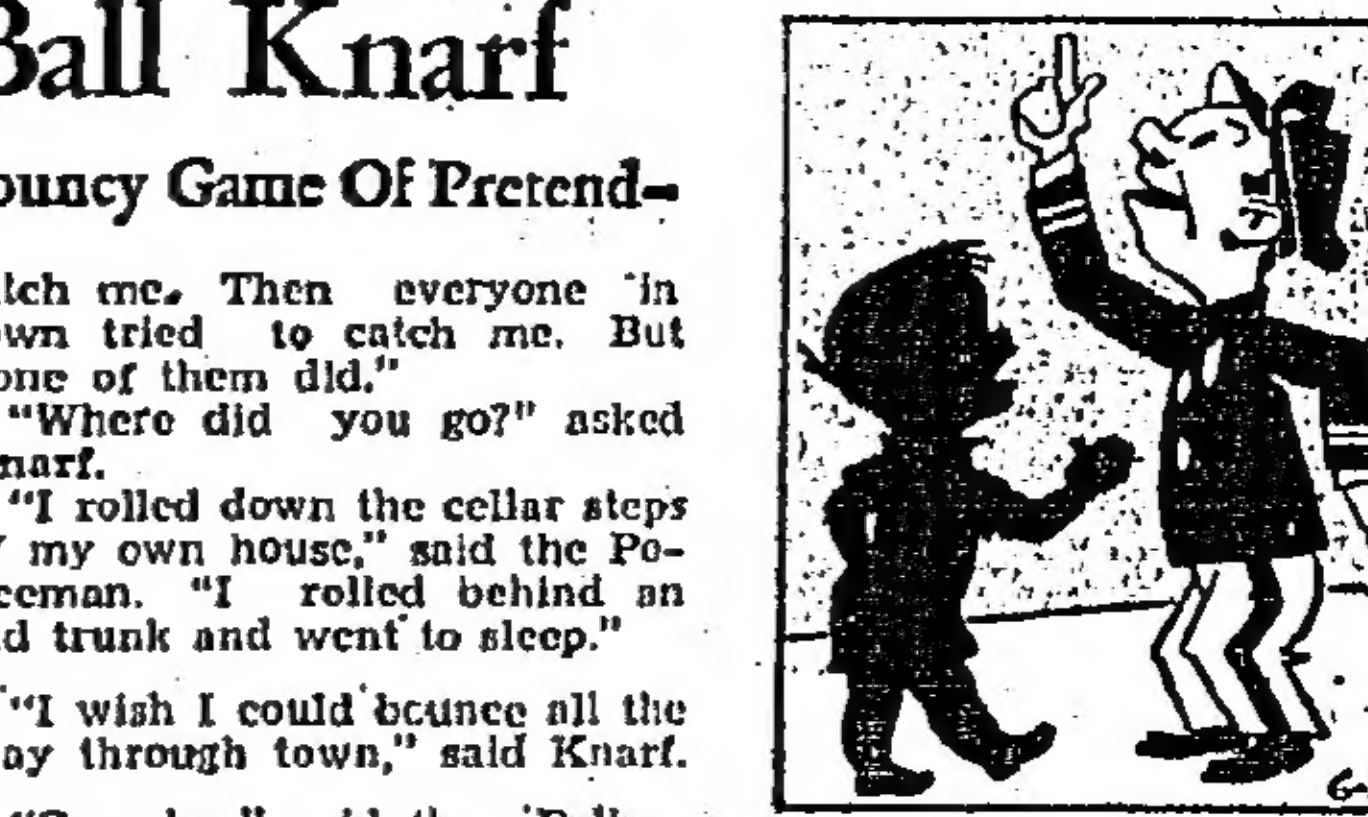 Ball Knarf
ouncy Game Of Pretend-
tch me. Then everyone in
own tried to catch me. But
one of them did."
"Where did you go?" asked
narf.
"I rolled down the cellar steps
my own house," said the Po-
ceman. "I rolled behind an
d trunk and went to sleep."
"I wish I could bounce all the
ay through town," said Knarf.